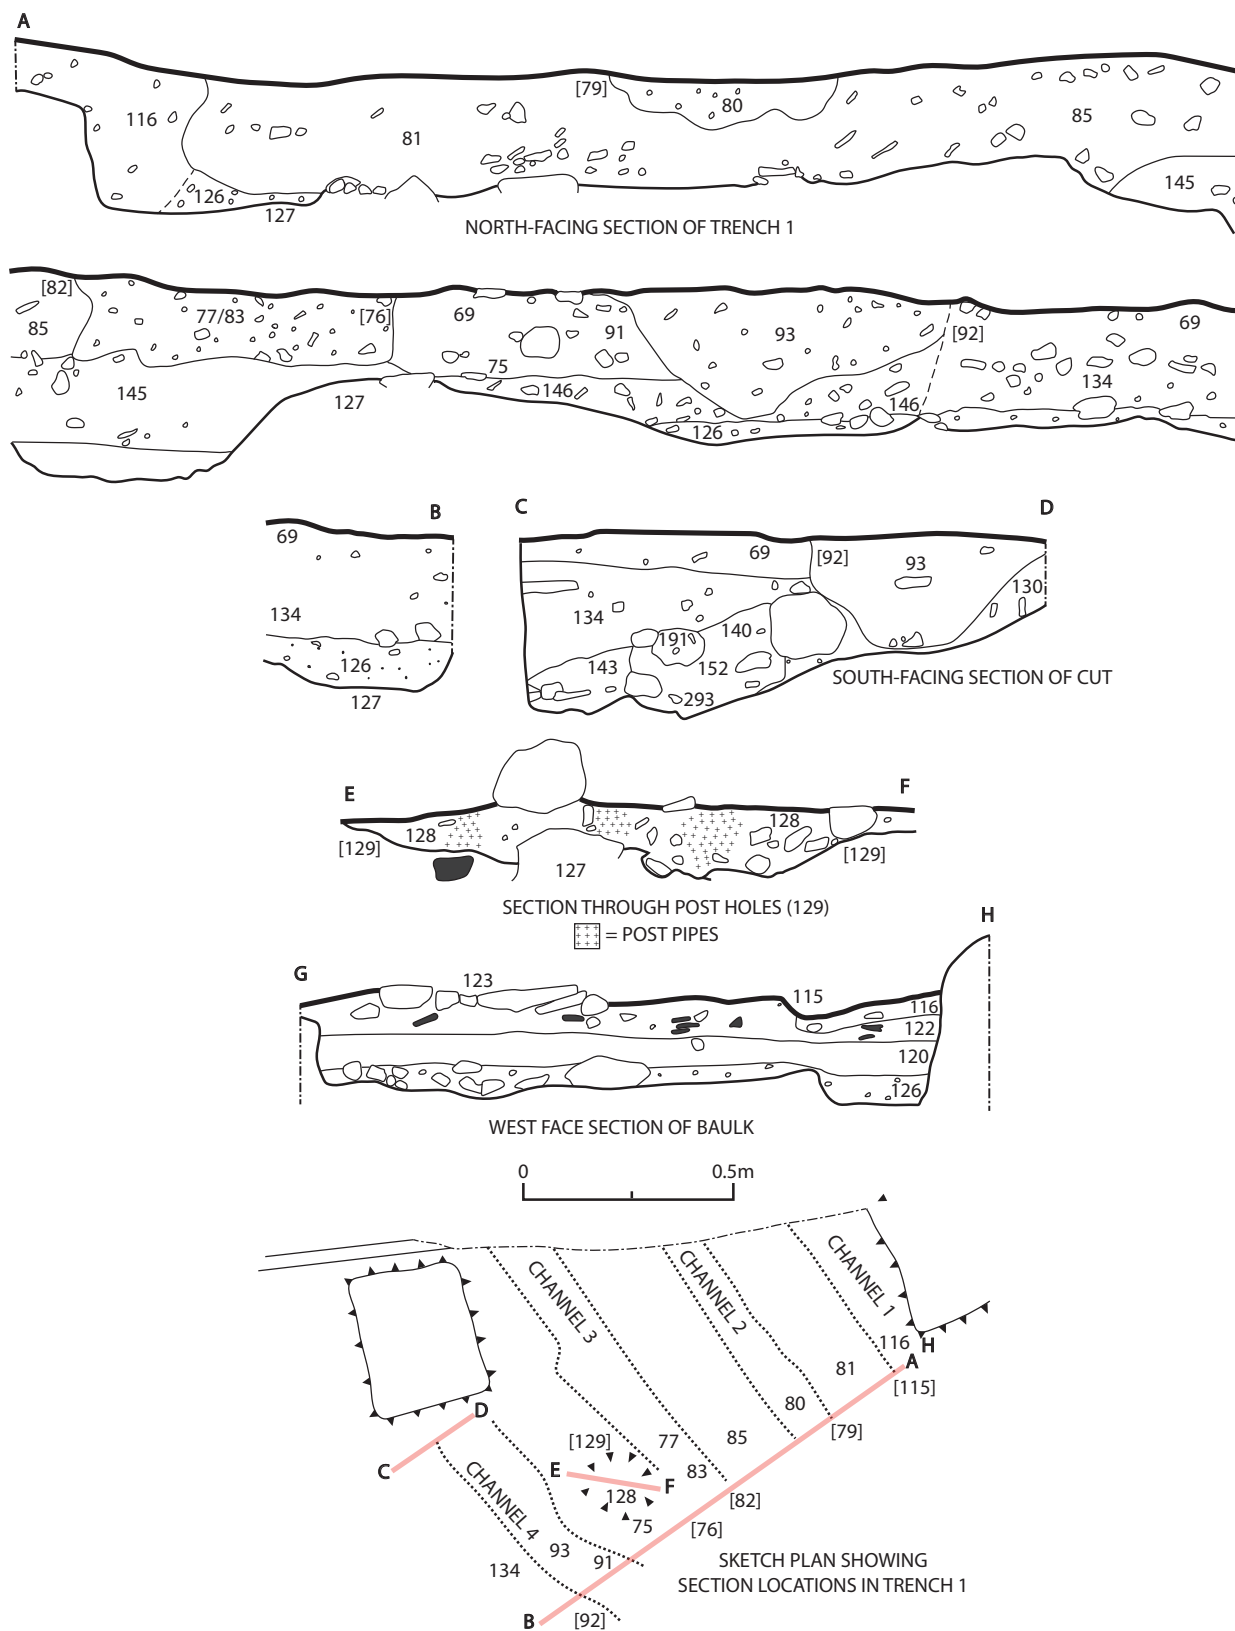 A
116
126
127
81
[79]
80
85
145
NORTH-FACING SECTION OF TRENCH 1
[82]
85
77/83
[76]
69
91
93
[92]
69
145
127
75
146
126
146
134
B
69
134
126
127
C
D
69
[92]
93
130
134
191
140
143
152
293
SOUTH-FACING SECTION OF CUT
E
F
128
128
[129]
127
[129]
SECTION THROUGH POST HOLES (129)
= POST PIPES
G
H
123
115
116
122
120
126
WEST FACE SECTION OF BAULK
0
0.5m
CHANNEL 3
CHANNEL 2
CHANNEL 1
116
H
A
81
[115]
80
[79]
D
[129]
77
85
C
E
83
F
[82]
CHANNEL 4
128
75
[76]
93
91
134
SKETCH PLAN SHOWING
SECTION LOCATIONS IN TRENCH 1
B
[92]